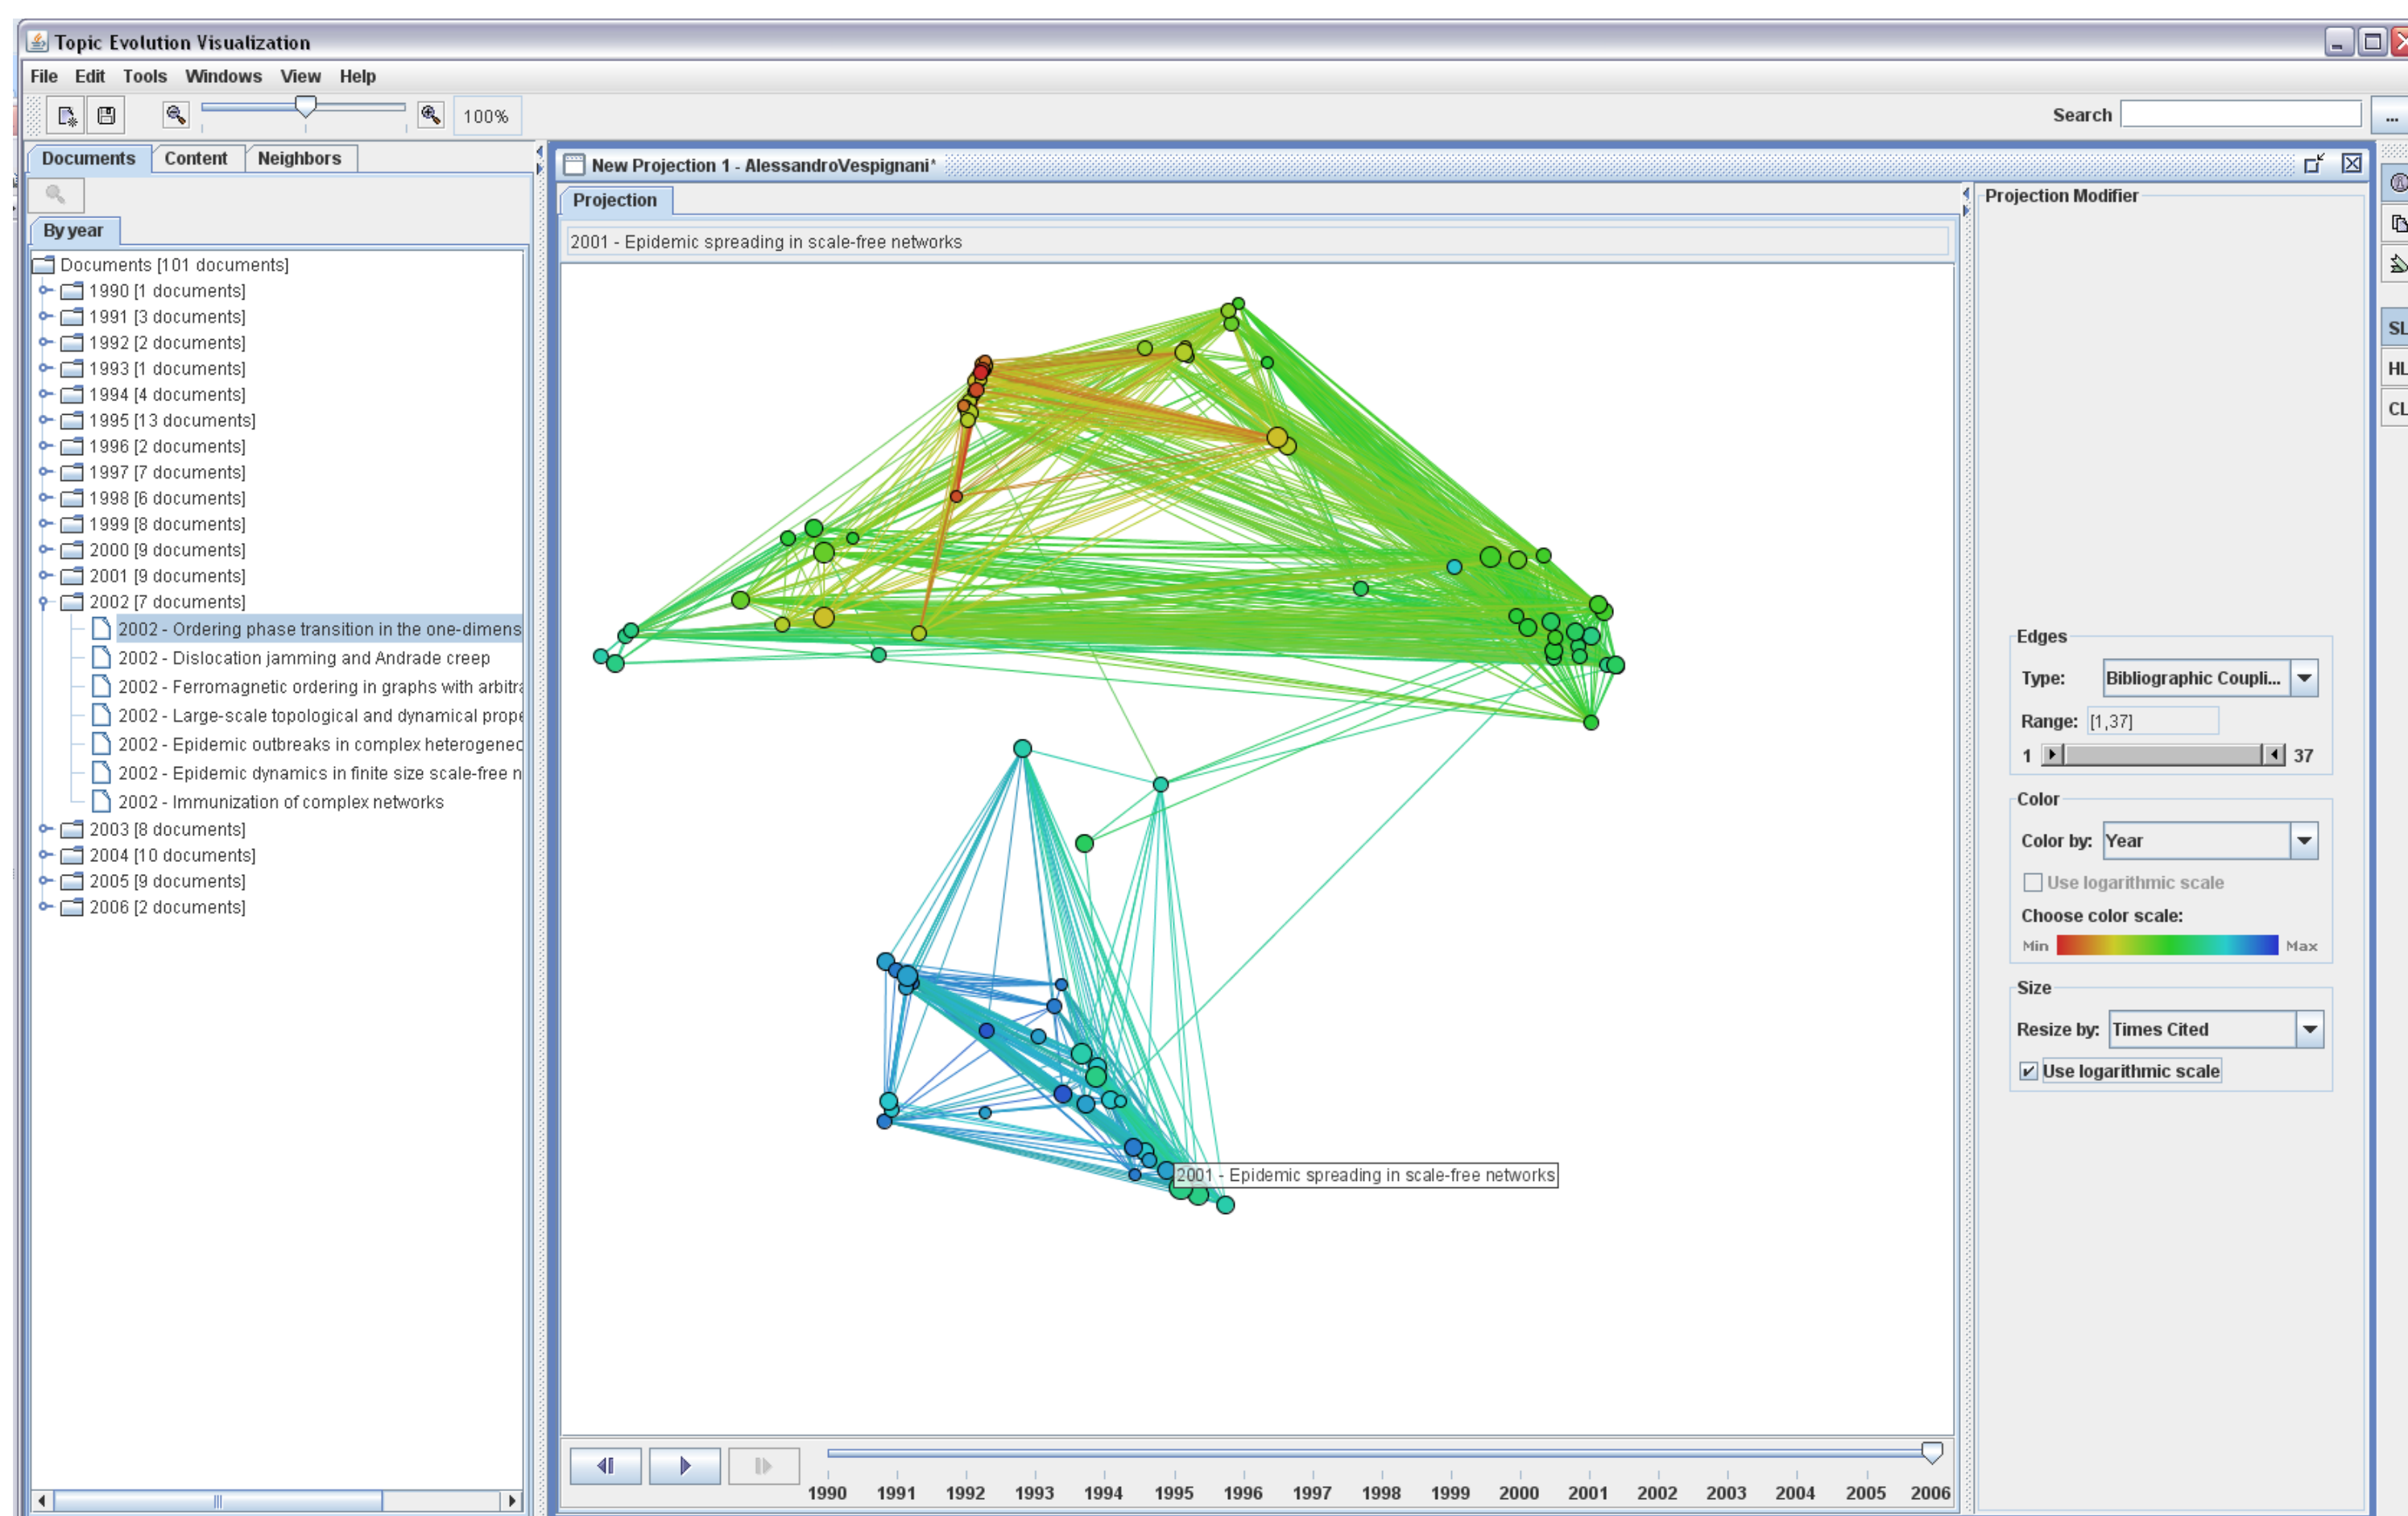 Topic Evolution Visualization
File Edit Tools Windows View Help
100%
Search
...
Documents Content Neighbors
By year
Documents [101 documents]
1990 [1 documents]
1991 [3 documents]
1992 [2 documents]
1993 [1 documents]
1994 [4 documents]
1995 [13 documents]
1996 [2 documents]
1997 [7 documents]
1998 [6 documents]
1999 [8 documents]
2000 [9 documents]
2001 [9 documents]
2002 [7 documents]
2002 - Ordering phase transition in the one-dimens
2002 - Dislocation jamming and Andrade creep
2002 - Ferromagnetic ordering in graphs with arbitra
2002 - Large-scale topological and dynamical prope
2002 - Epidemic outbreaks in complex heterogeneo
2002 - Epidemic dynamics in finite size scale-free n
2002 - Immunization of complex networks
2003 [8 documents]
2004 [10 documents]
2005 [9 documents]
2006 [2 documents]
New Projection 1 - AlessandroVespignani*
Projection
2001 - Epidemic spreading in scale-free networks
2001 - Epidemic spreading in scale-free networks
1990 1991 1992 1993 1994 1995 1996 1997 1998 1999 2000 2001 2002 2003 2004 2005 2006
Projection Modifier
Edges
Type: Bibliographic Coupli...
Range: [1,37]
1 37
Color
Color by: Year
Use logarithmic scale
Choose color scale:
Min Max
Size
Resize by: Times Cited
Use logarithmic scale
SL
HL
CL